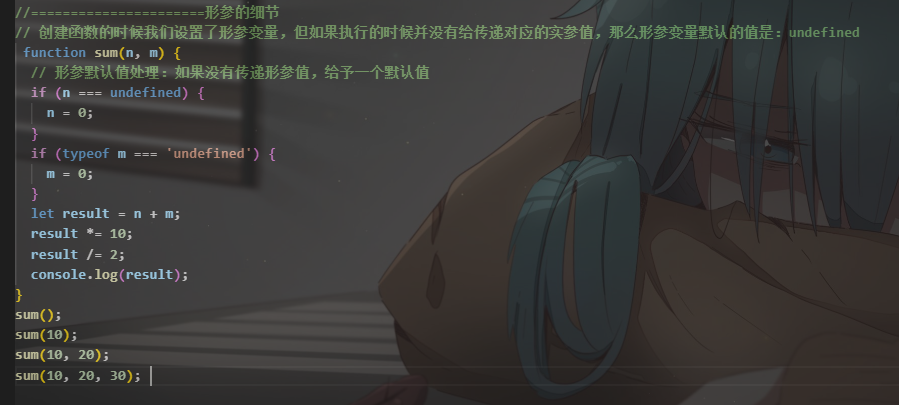 //======================形参的细节
// 创建函数的时候我们设置了形参变量，但如果执行的时候并没有给传递对应的实参值，那么形参变量默认的值是：undefined
function sum(n, m) {
// 形参默认值处理：如果没有传递形参值，给予一个默认值
if (n === undefined) {
n = 0;
}
if (typeof m === 'undefined') {
m = 0;
}
let result = n + m;
result *= 10;
result /= 2;
console.log(result);
}
sum();
sum(10);
sum(10, 20);
sum(10, 20, 30);